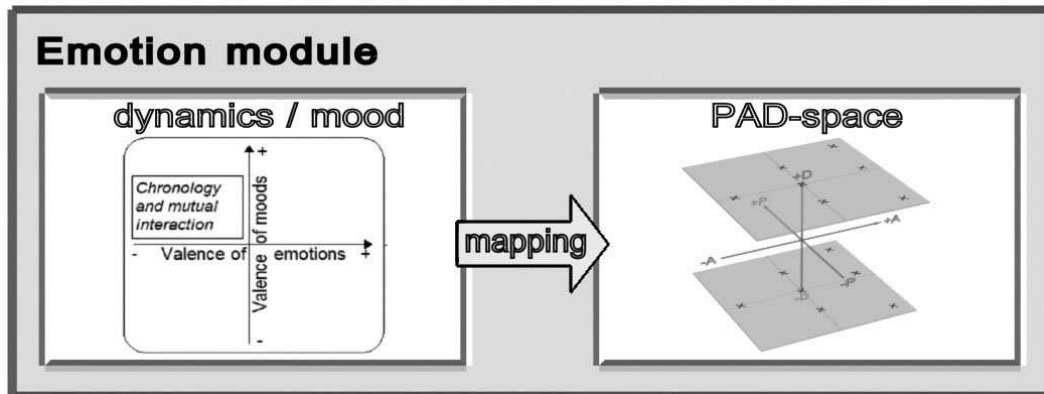 Emotion module
dynamics / mood
+
Chronology
and mutual
interaction
Valence of moods
- Valence of emotions +
-
mapping
PAD-space
+D
+P
+A
-A
-P
-D